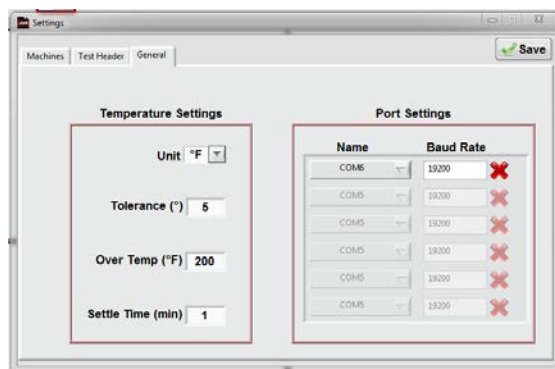 Settings
Save
Machines Test Header General
Temperature Settings
Unit °F
Tolerance (°) 5
Over Temp (°F) 200
Settle Time (min) 1
Port Settings
Name Baud Rate
COM6 19200
COM5 19200
COM5 19200
COM5 19200
COM5 19200
COM5 19200